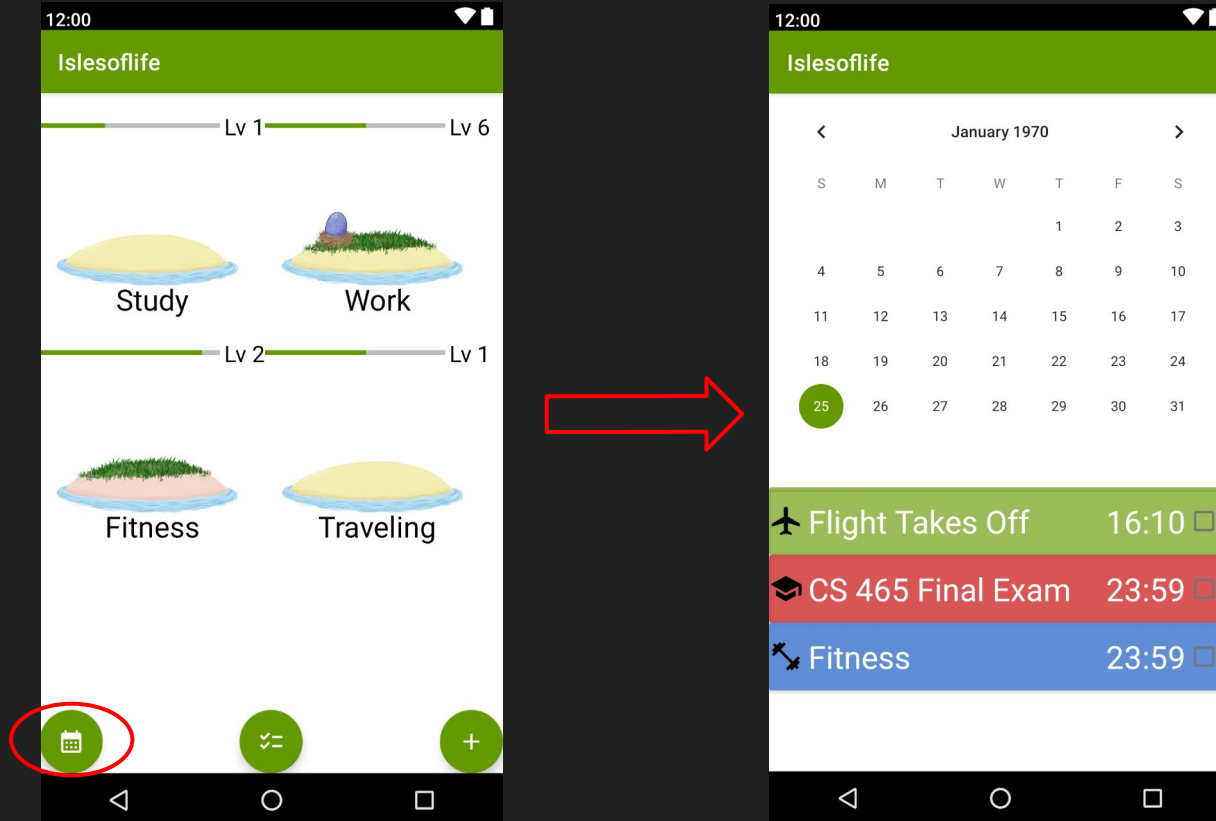 12:00
Islesoflife
Lv 1 Lv 6
Study Work
Lv 2 Lv 1
Fitness Traveling
12:00
Islesoflife
January 1970
S M T W T F S
1 2 3
4 5 6 7 8 9 10
11 12 13 14 15 16 17
18 19 20 21 22 23 24
25 26 27 28 29 30 31
Flight Takes Off 16:10
CS 465 Final Exam 23:59
Fitness 23:59